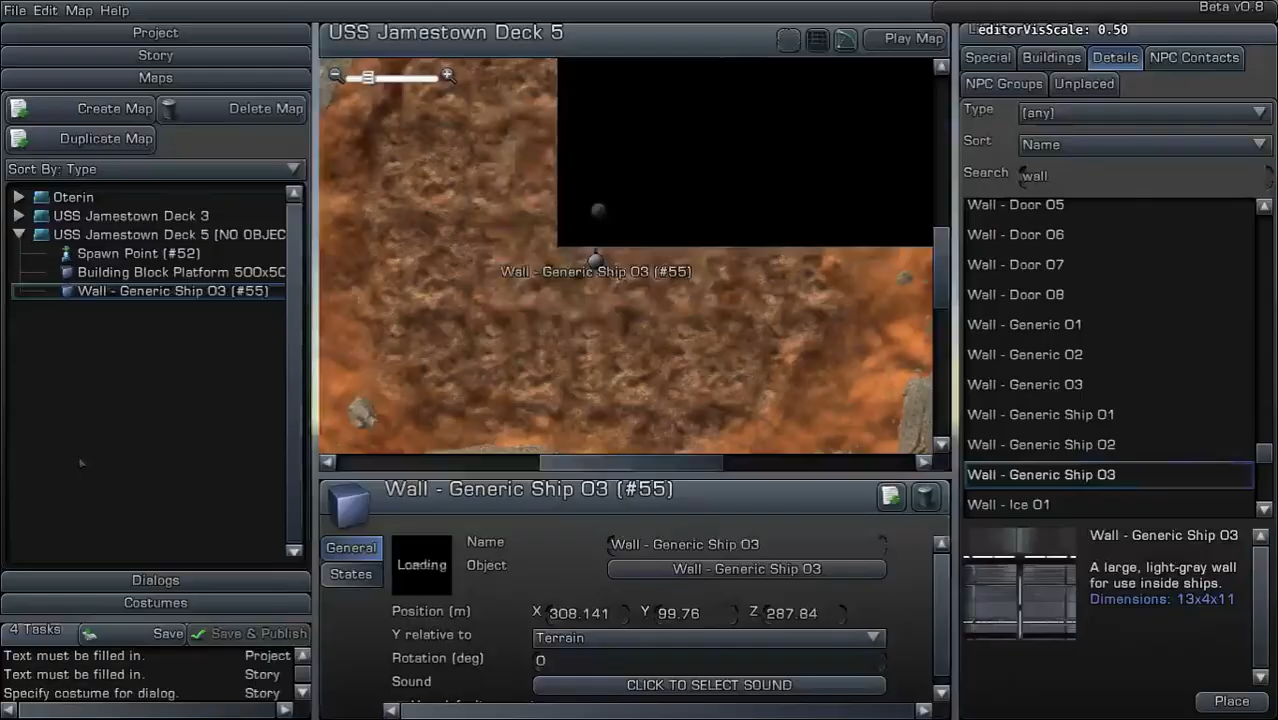 File Edit Map Help
Beta v0.8
Project
Story
Maps
Create Map
Delete Map
Duplicate Map
Sort By: Type
Oterin
USS Jamestown Deck 3
USS Jamestown Deck 5 [NO OBJEC
Spawn Point (#52)
Building Block Platform 500x50
Wall - Generic Ship 03 (#55)
Dialogs
Costumes
4 Tasks
Save
Save & Publish
Text must be filled in. Project
Text must be filled in. Story
Specify costume for dialog. Story
USS Jamestown Deck 5
Play Map
Wall - Generic Ship 03 (#55)
Wall - Generic Ship 03 (#55)
General
States
Loading
Name
Wall - Generic Ship 03
Object
Wall - Generic Ship 03
Position (m) X 308.141 Y 99.76 Z 287.84
Y relative to Terrain
Rotation (deg) 0
Sound CLICK TO SELECT SOUND
editorVisScale: 0.50
Special
Buildings
Details
NPC Contacts
NPC Groups
Unplaced
Type [any]
Sort Name
Search wall
Wall - Door 05
Wall - Door 06
Wall - Door 07
Wall - Door 08
Wall - Generic 01
Wall - Generic 02
Wall - Generic 03
Wall - Generic Ship 01
Wall - Generic Ship 02
Wall - Generic Ship 03
Wall - Ice 01
Wall - Generic Ship 03
A large, light-gray wall
for use inside ships.
Dimensions: 13x4x11
Place